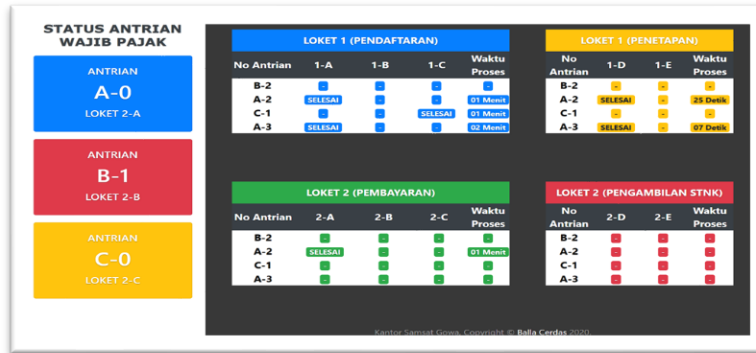 STATUS ANTRIAN
WAJIB PAJAK
ANTRIAN
A-0
LOKET 2-A
ANTRIAN
B-1
LOKET 2-B
ANTRIAN
C-0
LOKET 2-C
LOKET 1 (PENDAFTARAN)
No Antrian 1-A 1-B 1-C Waktu Proses
B-2 - - - -
A-2 SELESAI - - 01 Menit
C-1 - - SELESAI 01 Menit
A-3 SELESAI - - 02 Menit
LOKET 1 (PENETAPAN)
No Antrian 1-D 1-E Waktu Proses
B-2 - - -
A-2 SELESAI - 25 Detik
C-1 - - -
A-3 SELESAI - 07 Detik
LOKET 2 (PEMBAYARAN)
No Antrian 2-A 2-B 2-C Waktu Proses
B-2 - - - -
A-2 SELESAI - - 01 Menit
C-1 - - - -
A-3 - - - -
LOKET 2 (PENGAMBILAN STNK)
No Antrian 2-D 2-E Waktu Proses
B-2 - - -
A-2 - - -
C-1 - - -
A-3 - - -
Kantor Samsat Gowa, Copyright © Balla Cerdas 2020.